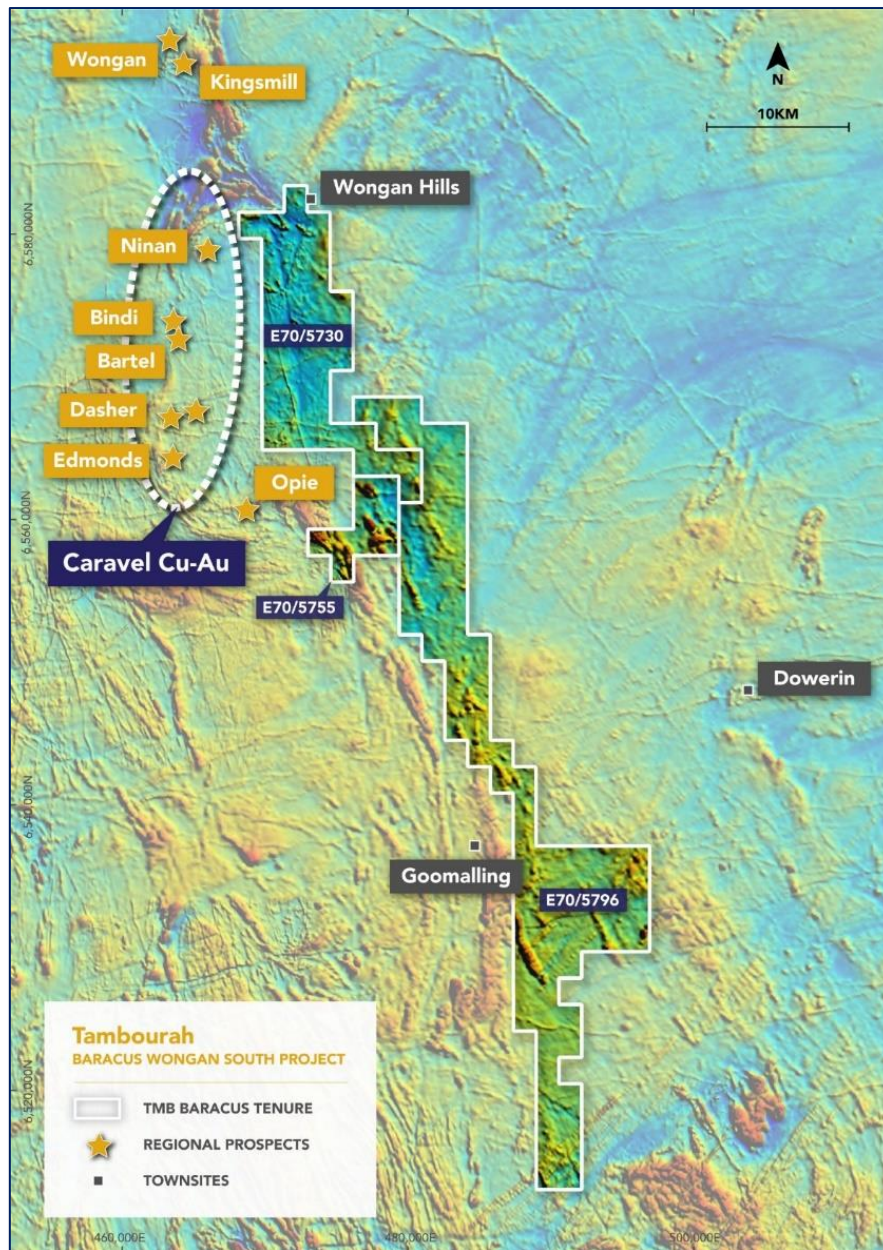 Wongan
Kingsmill
N
10KM
Wongan Hills
6,580,000N
Ninan
Bindi
E70/5730
Bartel
Dasher
Edmonds
Opie
6,560,000N
Caravel Cu-Au
E70/5755
Dowerin
6,540,000N
Goomalling
E70/5796
Tambourah
BARACUS WONGAN SOUTH PROJECT
TMB BARACUS TENURE
REGIONAL PROSPECTS
TOWNSITES
6,520,000N
460,000E
480,000E
500,000E